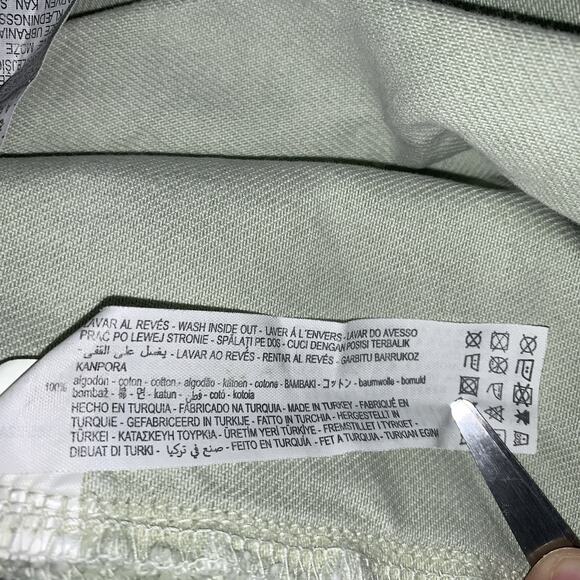 LAVAR AL REVÉS - WASH INSIDE OUT - LAVER À L'ENVERS - LAVAR DO AVESSO
PRAĆ PO LEWEJ STRONIE - SPĂLAȚI PE DOS - CUCI DENGAN POSISI TERBALIK
يغسل على القفى - LAVAR AO REVÉS - RENTAR AL REVÉS - GARBITU BARRUKOZ
KANPORA
100% algodón - coton - cotton - algodão - katoen - cotone - ΒΑΜΒΑΚΙ - コットン - baumwolle - bomuld
bombaž - 棉 - 면 - katun - قطن - cotó - kotoia
HECHO EN TURQUIA - FABRICADO NA TURQUIA - MADE IN TURKEY - FABRIQUÉ EN
TURQUIE - GEFABRICEERD IN TURKIJE - FATTO IN TURCHIA - HERGESTELLT IN
TÜRKEI - ΚΑΤΑΣΚΕΥΗ ΤΟΥΡΚΙΑ - ÜRETİM YERİ TÜRKİYE - FREMSTILLET I TYRKIET -
DIBUAT DI TURKI - صنع في تركيا - FEITO EN TURQUÍA - FET A TURQUIA - TURKIAN EGINA